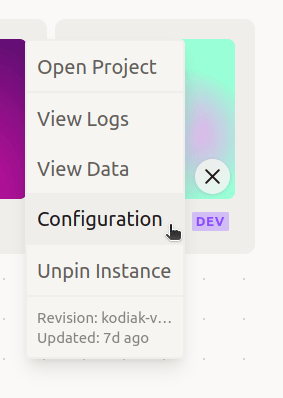 Open Project
View Logs
View Data
Configuration
DEV
Unpin Instance
Revision: kodiak-v...
Updated: 7d ago